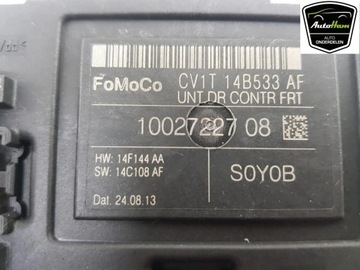 AutoHam
AUTO
ONDERDELEN
FoMoCo
CV1T 14B533 AF
UNT DR CONTR FRT
10027227 08
HW: 14F144 AA
SW: 14C108 AF
S0Y0B
Dat. 24.08.13